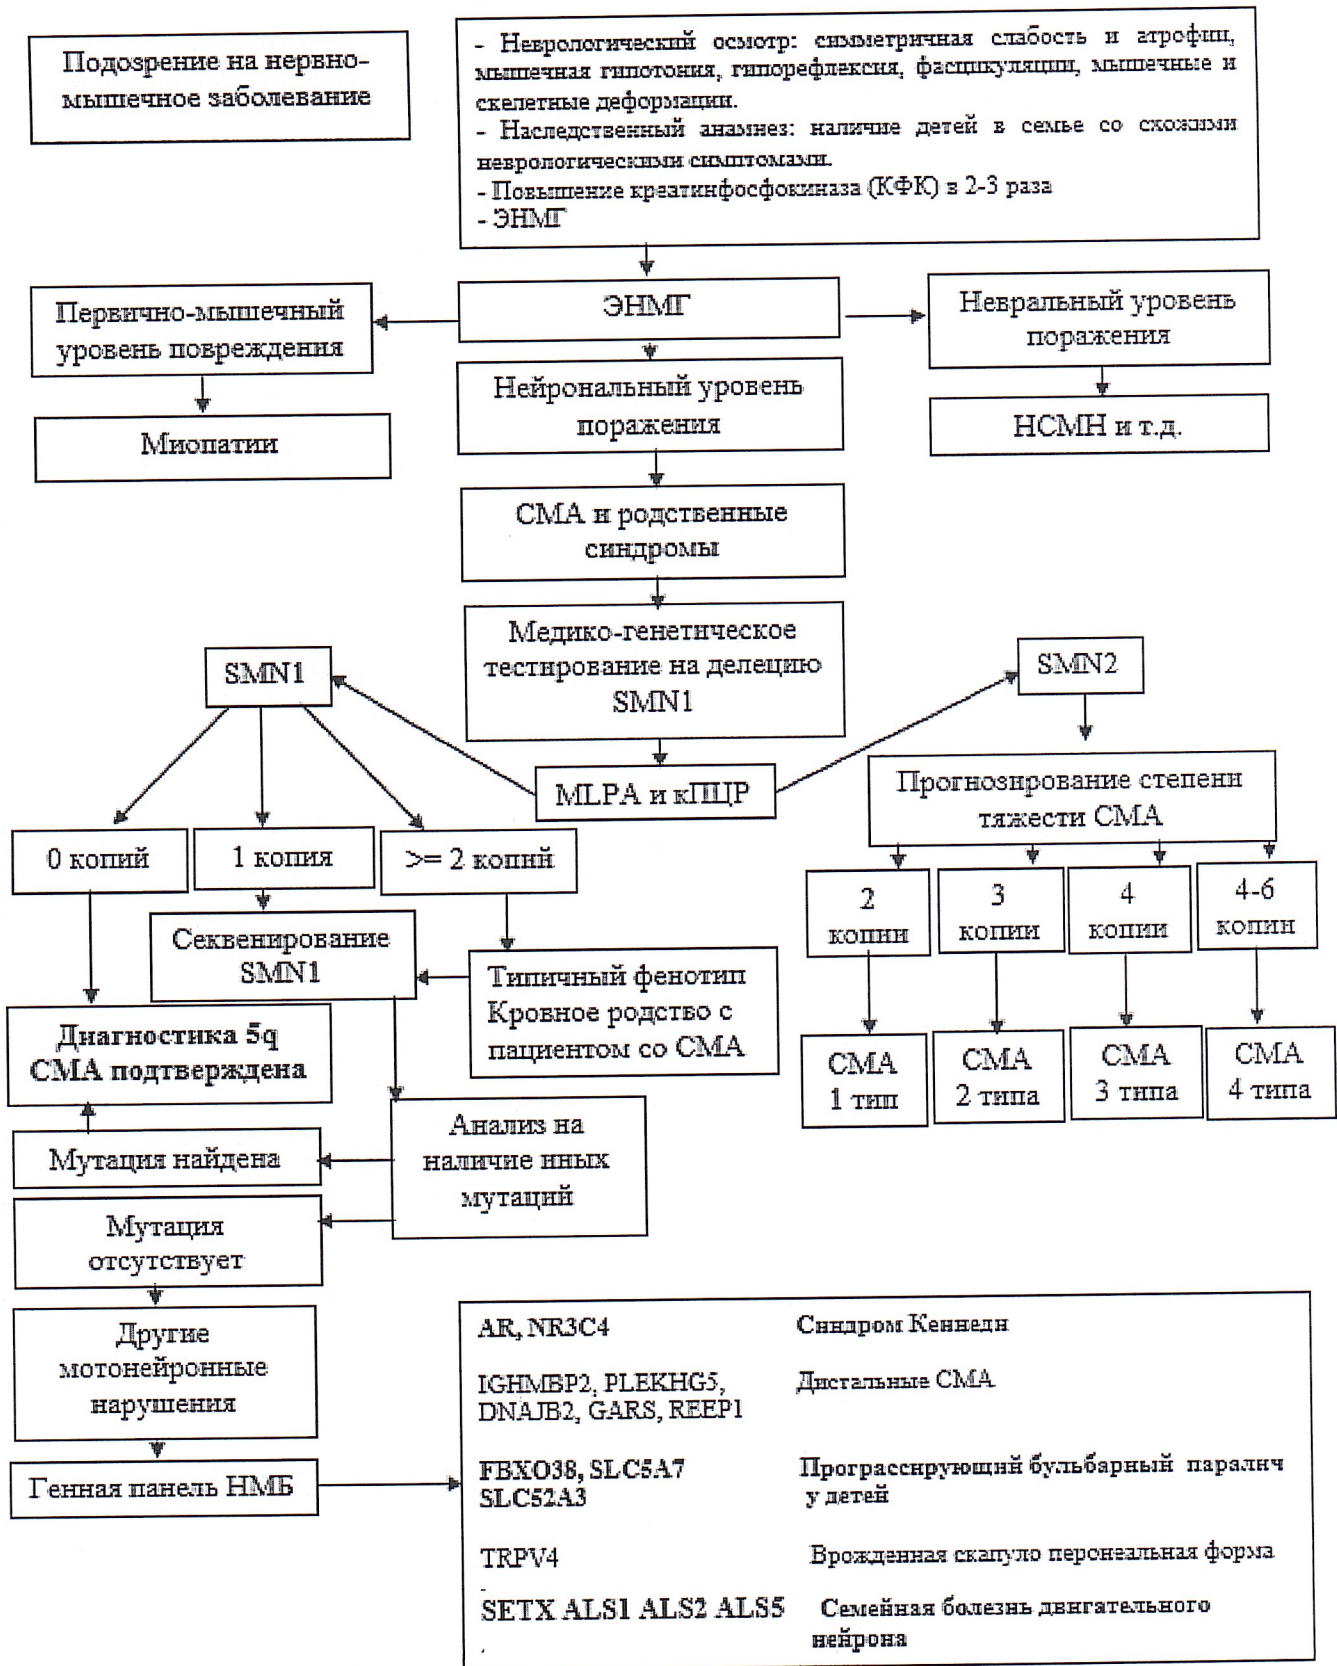 Подозрение на нервно-
мышечное заболевание
- Неврологический осмотр: симметричная слабость и атрофии,
мышечная гипотония, гипорефлексия, фасцикуляции, мышечные и
скелетные деформации.
- Наследственный анамнез: наличие детей в семье со схожими
неврологическими симптомами.
- Повышение креатинфосфокиназа (КФК) в 2-3 раза
- ЭНМГ
Первично-мышечный
уровень повреждения
ЭНМГ
Невральный уровень
поражения
Миопатии
Нейрональный уровень
поражения
НСМН и т.д.
СМА и родственные
синдромы
Медико-генетическое
тестирование на делецию
SMN1
SMN1
SMN2
MLPA и кПЦР
Прогнозирование степени
тяжести СМА
0 копий
1 копия
>= 2 копий
2
копии
3
копии
4
копии
4-6
копии
Секвенирование
SMN1
Типичный фенотип
Кровное родство с
пациентом со СМА
Диагностика 5q
СМА подтверждена
СМА
1 тип
СМА
2 типа
СМА
3 типа
СМА
4 типа
Анализ на
наличие иных
мутаций
Мутация найдена
Мутация
отсутствует
Другие
мотонейронные
нарушения
Генная панель НМБ
AR, NR3C4 Синдром Кеннеди
IGHMBP2, PLEKHG5, Дистальные СМА
DNAJB2, GARS, REEP1
FBXO38, SLC5A7 Програссирующий бульбарный паралич
SLC52A3 у детей
TRPV4 Врожденная скапуло перонеальная форма
SETX ALS1 ALS2 ALS5 Семейная болезнь двигательного
нейрона